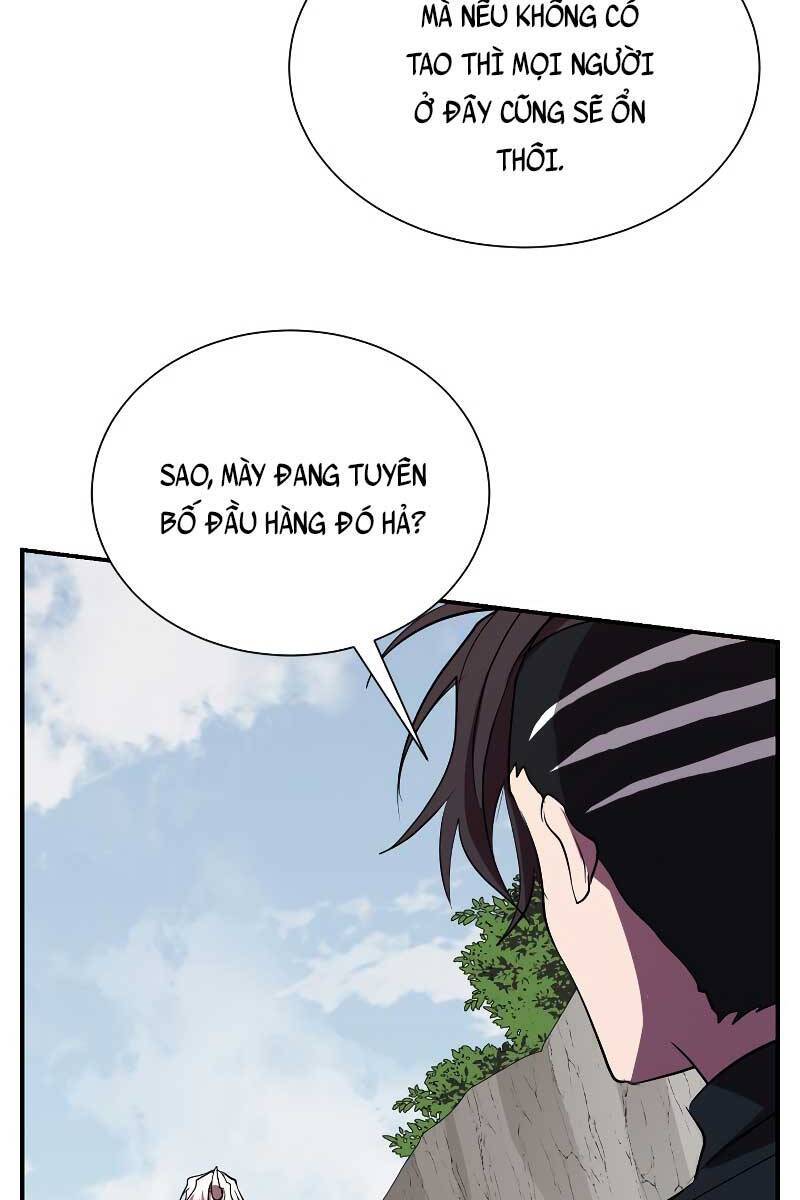 MÀ NẾU KHÔNG CÓ
TAO THÌ MỌI NGƯỜI
Ở ĐÂY CŨNG SẼ ỔN
THÔI.
SAO, MÀY ĐANG TUYÊN
BỐ ĐẦU HÀNG ĐÓ HẢ?